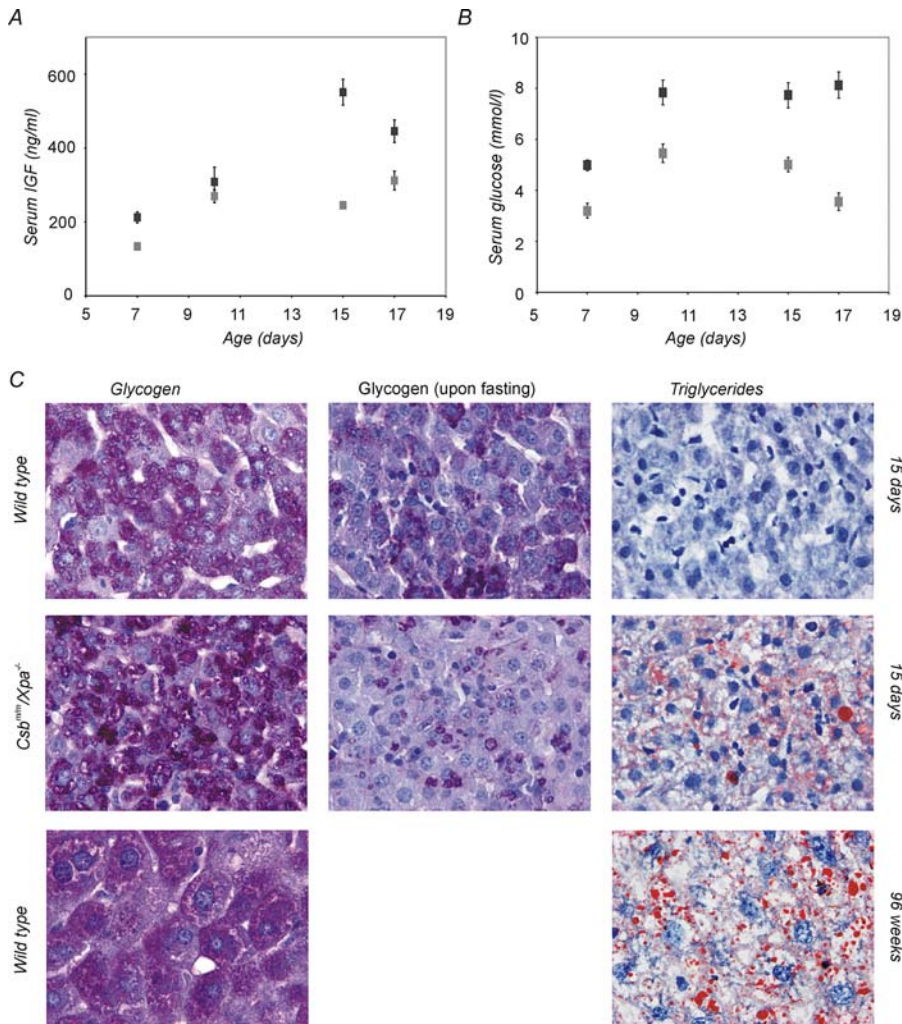 A
Serum IGF (ng/ml)
600
400
200
0
5 7 9 11 13 15 17 19
Age (days)
B
Serum glucose (mmol/l)
10
8
6
4
2
0
5 7 9 11 13 15 17 19
Age (days)
C
Glycogen Glycogen (upon fasting) Triglycerides
Wild type 15 days
Csbm/m/Xpa-/- 15 days
Wild type 96 weeks